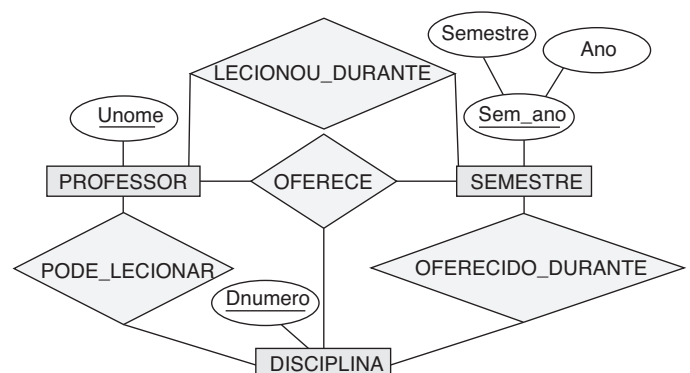 Semestre
Ano
LECIONOU_DURANTE
Unome
Sem_ano
PROFESSOR
OFERECE
SEMESTRE
PODE_LECIONAR
OFERECIDO_DURANTE
Dnumero
DISCIPLINA